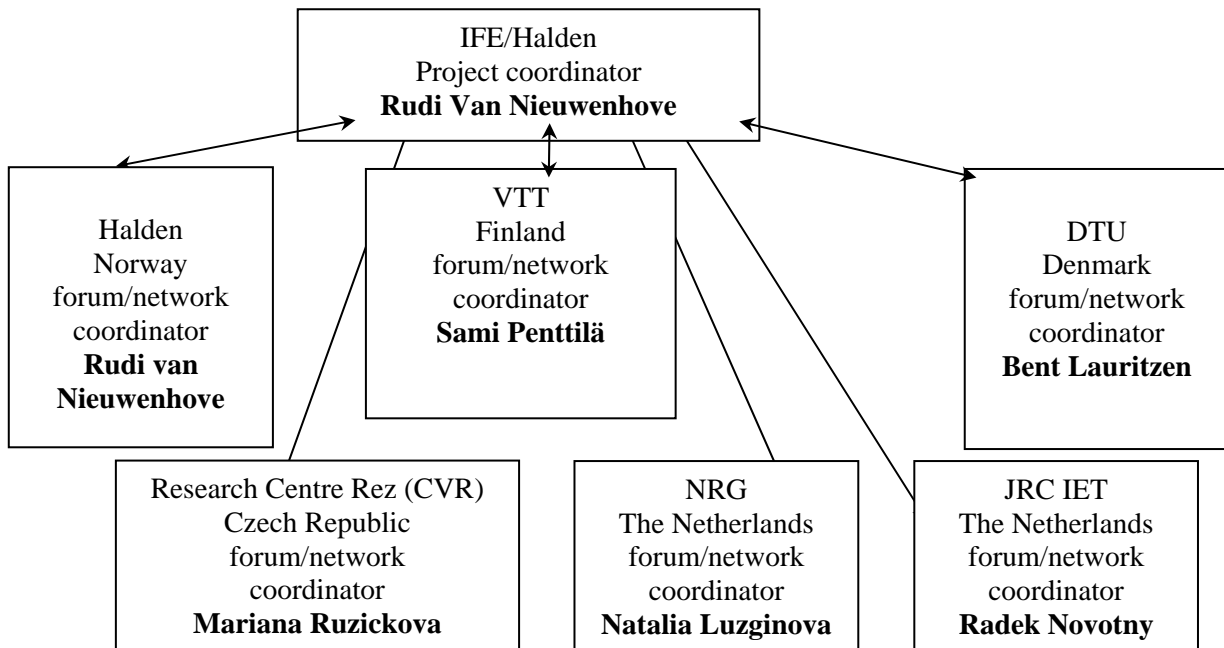 IFE/Halden
Project coordinator
Rudi Van Nieuwenhove
Halden
Norway
forum/network
coordinator
Rudi van
Nieuwenhove
VTT
Finland
forum/network
coordinator
Sami Penttilä
DTU
Denmark
forum/network
coordinator
Bent Lauritzen
Research Centre Rez (CVR)
Czech Republic
forum/network
coordinator
Mariana Ruzickova
NRG
The Netherlands
forum/network
coordinator
Natalia Luzginova
JRC IET
The Netherlands
forum/network
coordinator
Radek Novotny